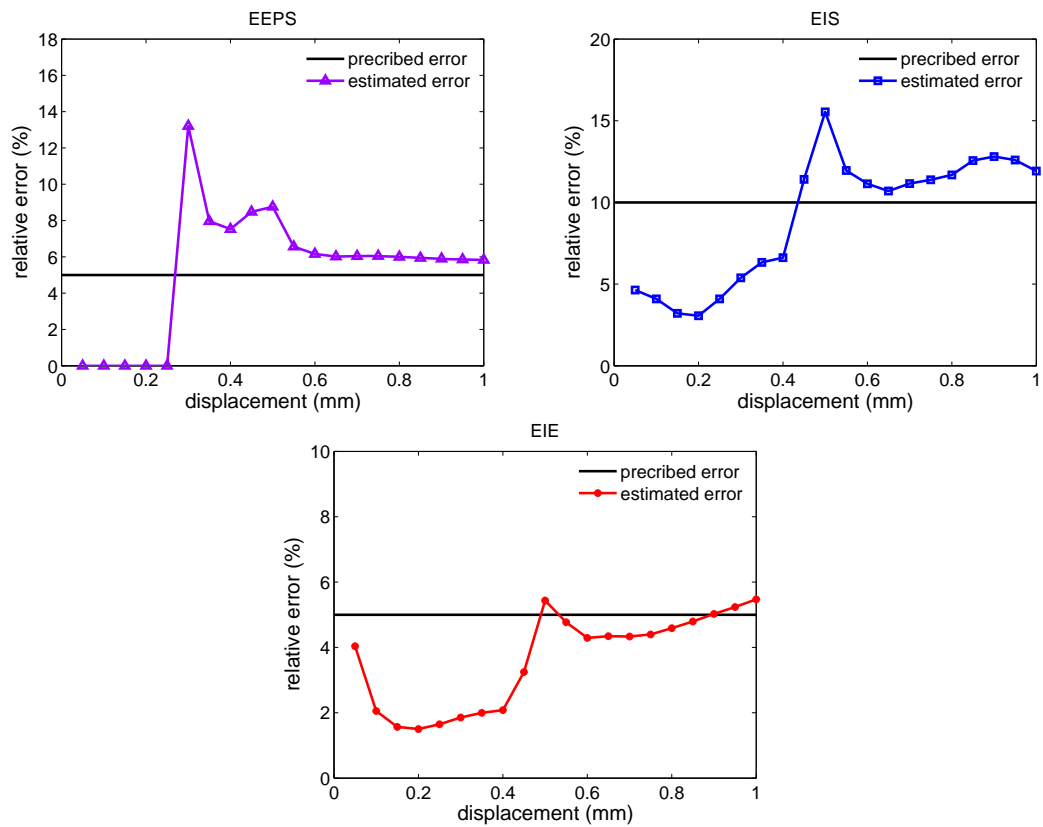 EEPS
18
16
14
12
10
8
6
4
2
0
0 0.2 0.4 0.6 0.8 1
relative error (%)
displacement (mm)
precribed error
estimated error
EIS
20
15
10
5
0
0 0.2 0.4 0.6 0.8 1
relative error (%)
displacement (mm)
precribed error
estimated error
EIE
10
8
6
4
2
0
0 0.2 0.4 0.6 0.8 1
relative error (%)
displacement (mm)
precribed error
estimated error